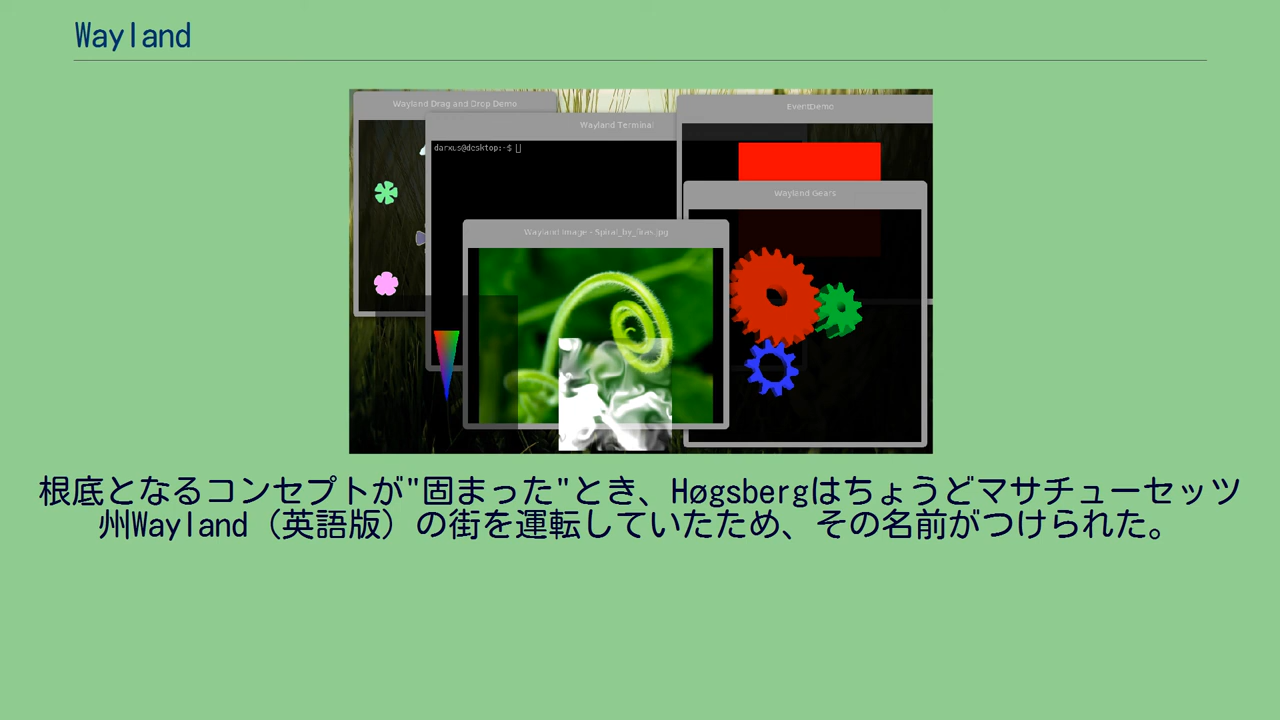 Wayland
Wayland Drag and Drop Demo
Wayland Terminal
EventDemo
darxus@desktop:~$
Wayland Gears
Wayland Image - Spiral_by_
根底となるコンセプトが"固まった"とき、Høgsbergはちょうどマサチューセッツ
州Wayland（英語版）の街を運転していたため、その名前がつけられた。